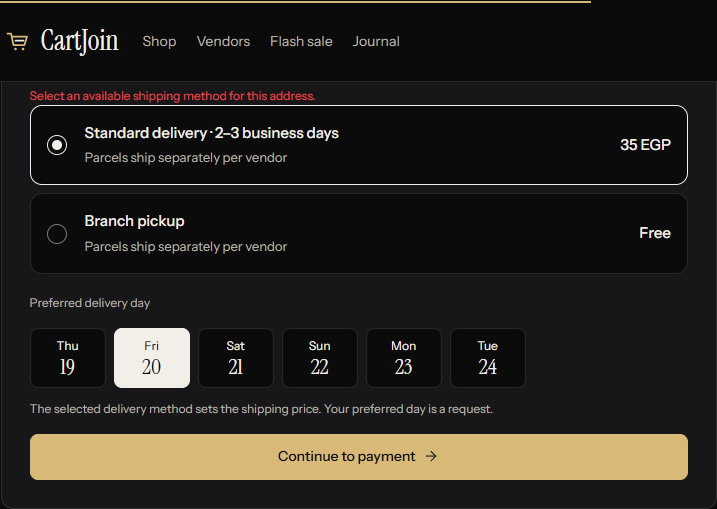 CartJoin Shop Vendors Flash sale Journal
Select an available shipping method for this address.
Standard delivery · 2–3 business days
Parcels ship separately per vendor
35 EGP
Branch pickup
Parcels ship separately per vendor
Free
Preferred delivery day
Thu Fri Sat Sun Mon Tue
19 20 21 22 23 24
The selected delivery method sets the shipping price. Your preferred day is a request.
Continue to payment →